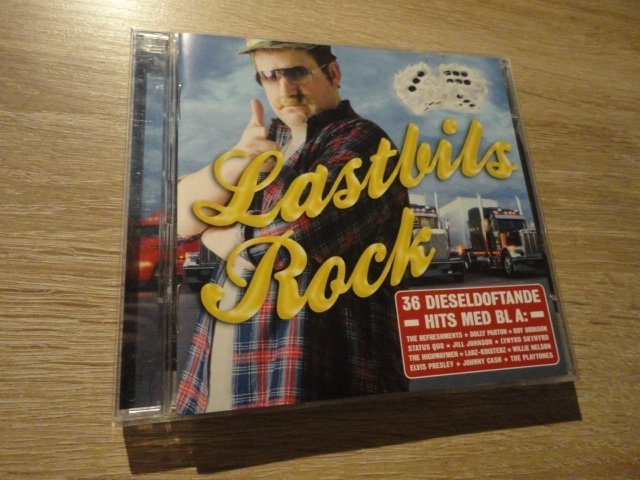 Lastbils
Rock
36 DIESELDOFTANDE
HITS MED BL A:
THE REFRESHMENTS ★ DOLLY PARTON ★ ROY ORBISON
STATUS QUO ★ JILL JOHNSON ★ LYNYRD SKYNYRD
THE HIGHWAYMEN ★ LARZ-KRISTERZ ★ WILLIE NELSON
ELVIS PRESLEY ★ JOHNNY CASH ★ THE PLAYTONES